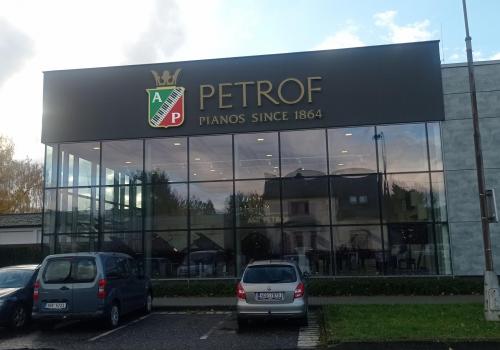 A
P
PETROF
PIANOS SINCE 1864